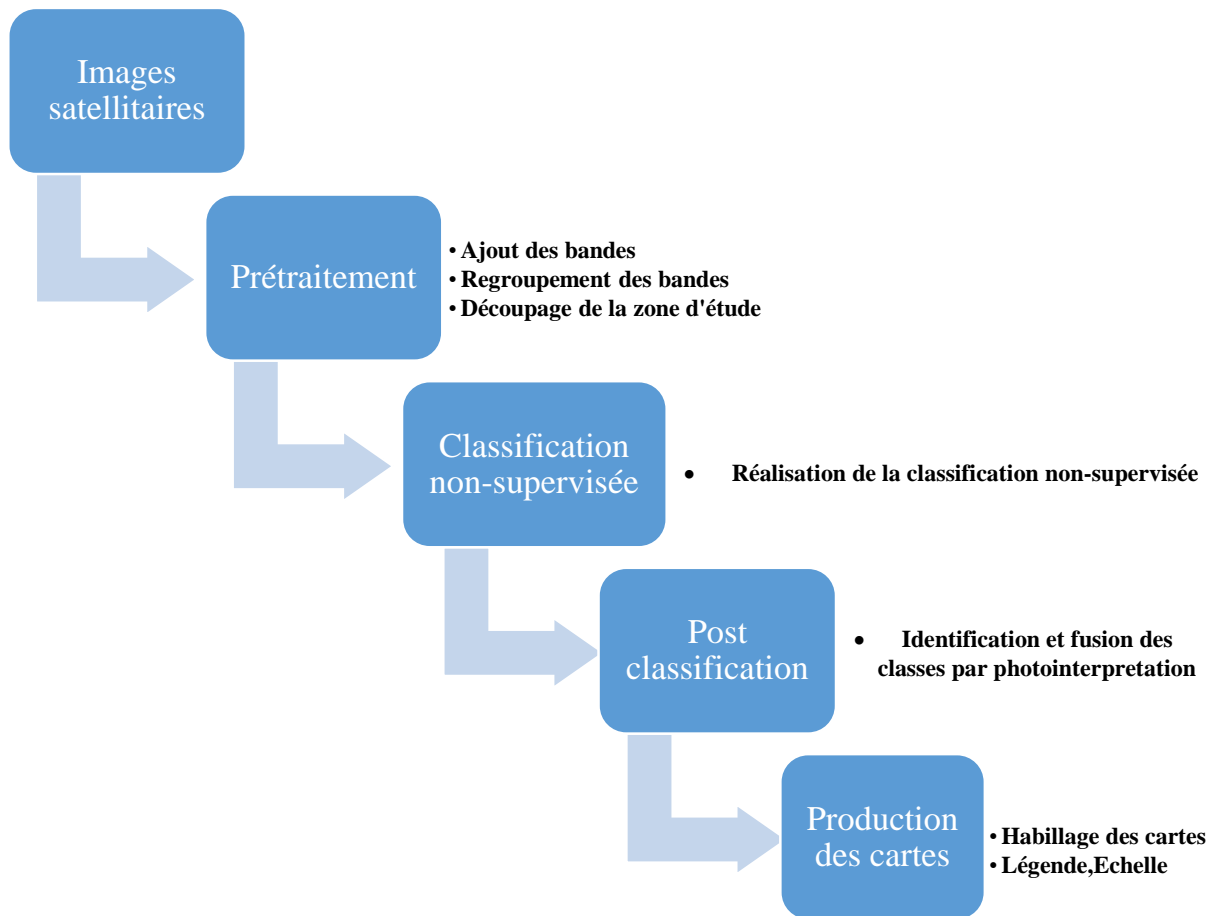 Images
satellitaires
Prétraitement
• Ajout des bandes
• Regroupement des bandes
• Découpage de la zone d'étude
Classification
non-supervisée
• Réalisation de la classification non-supervisée
Post
classification
• Identification et fusion des
classes par photointerpretation
Production
des cartes
• Habillage des cartes
• Légende,Echelle